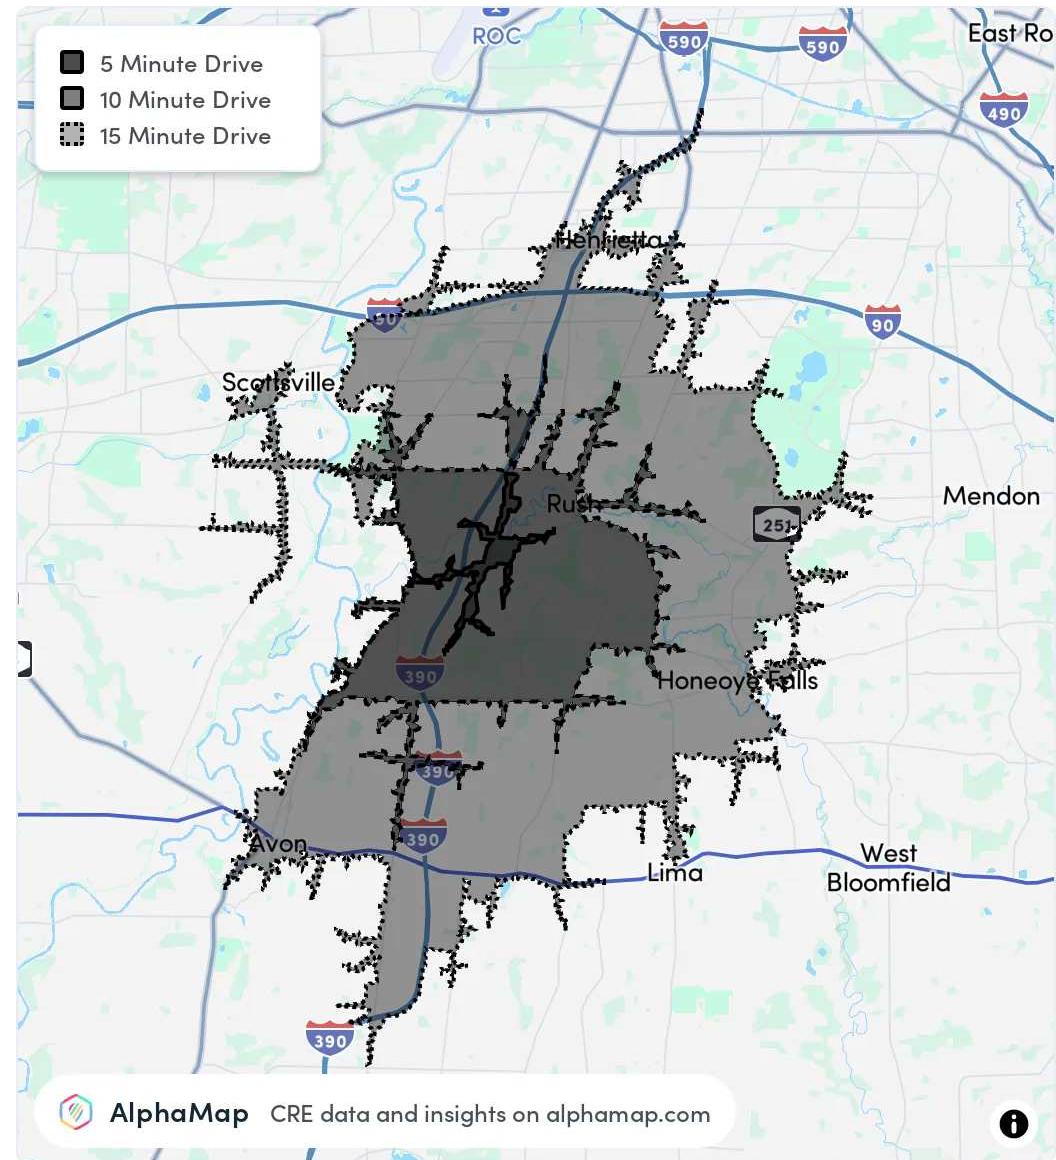 ROC
590
590
East Ro
490
5 Minute Drive
10 Minute Drive
15 Minute Drive
Henrietta
90
90
Scottsville
Rush
Mendon
251
390
Honeoye Falls
390
390
Avon
Lima
West
Bloomfield
390
AlphaMap CRE data and insights on alphamap.com